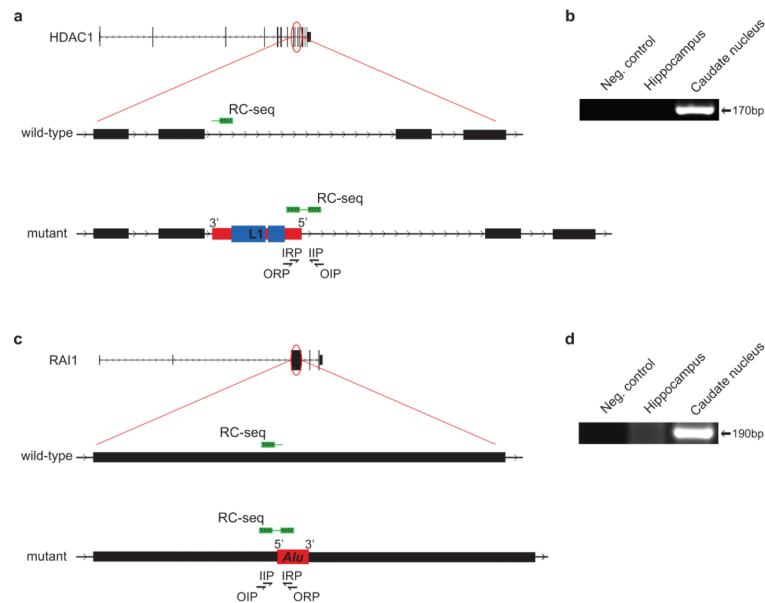 a
HDAC1
RC-seq
wild-type
RC-seq
3' 5'
L1
mutant
IRP IIP
ORP OIP
b
Neg. control
Hippocampus
Caudate nucleus
170bp
c
RAI1
RC-seq
wild-type
RC-seq
5' 3'
Alu
mutant
IIP IRP
OIP ORP
d
Neg. control
Hippocampus
Caudate nucleus
190bp